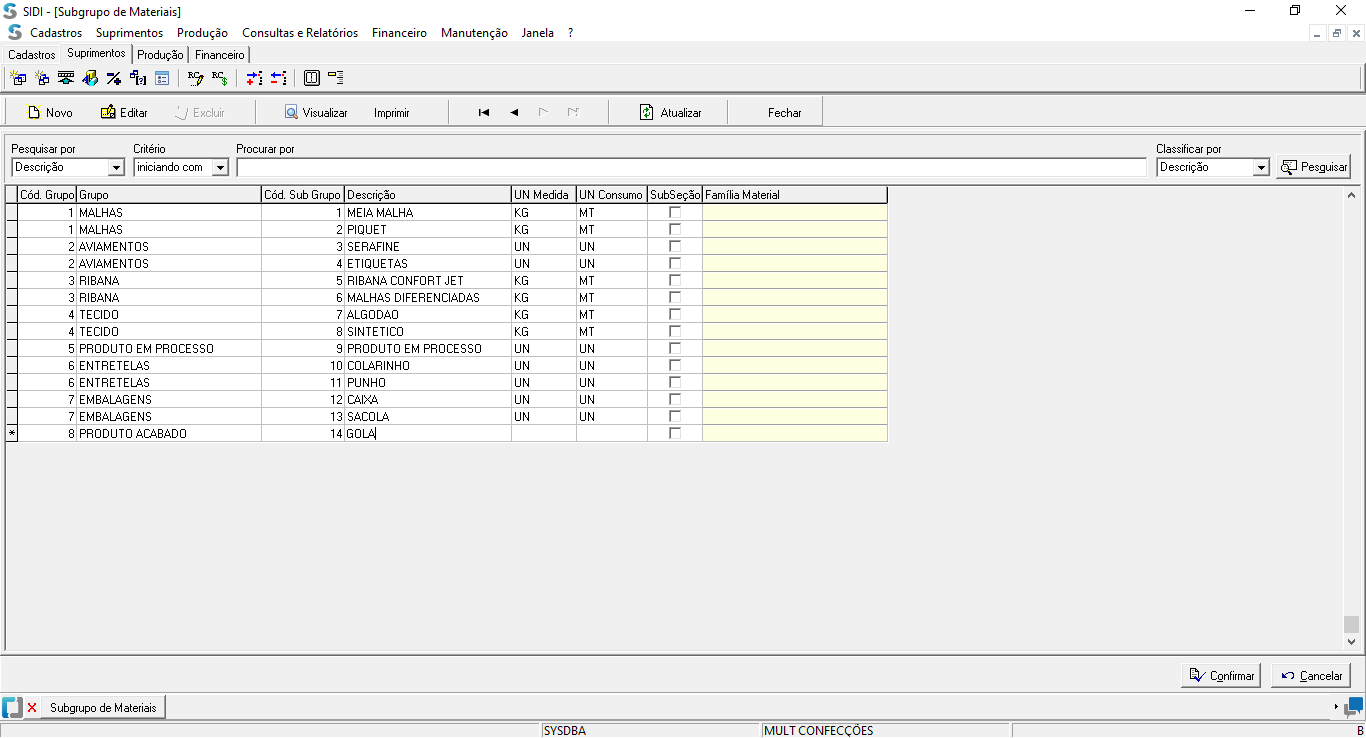 SIDI - [Subgrupo de Materiais]
Cadastros Suprimentos Produção Consultas e Relatórios Financeiro Manutenção Janela ?
Cadastros Suprimentos Produção Financeiro
Novo Editar Excluir Visualizar Imprimir Atualizar Fechar
Pesquisar por Critério Procurar por Classificar por
Descrição iniciando com Descrição Pesquisar
Cód. Grupo Grupo Cód. Sub Grupo Descrição UN Medida UN Consumo SubSeção Família Material
1 MALHAS 1 MEIA MALHA KG MT
1 MALHAS 2 PIQUET KG MT
2 AVIAMENTOS 3 SERAFINE UN UN
2 AVIAMENTOS 4 ETIQUETAS UN UN
3 RIBANA 5 RIBANA CONFORT JET KG MT
3 RIBANA 6 MALHAS DIFERENCIADAS KG MT
4 TECIDO 7 ALGODAO KG MT
4 TECIDO 8 SINTETICO KG MT
5 PRODUTO EM PROCESSO 9 PRODUTO EM PROCESSO UN UN
6 ENTRETELAS 10 COLARINHO UN UN
6 ENTRETELAS 11 PUNHO UN UN
7 EMBALAGENS 12 CAIXA UN UN
7 EMBALAGENS 13 SACOLA UN UN
* 8 PRODUTO ACABADO 14 GOLA
Confirmar Cancelar
Subgrupo de Materiais
SYSDBA MULT CONFECÇÕES B